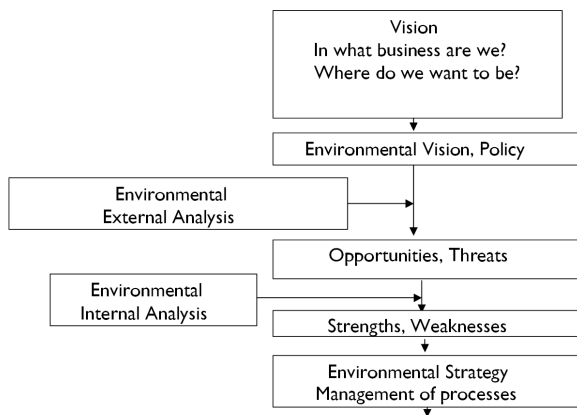 Vision
In what business are we?
Where do we want to be?
Environmental Vision, Policy
Environmental
External Analysis
Opportunities, Threats
Environmental
Internal Analysis
Strengths, Weaknesses
Environmental Strategy
Management of processes